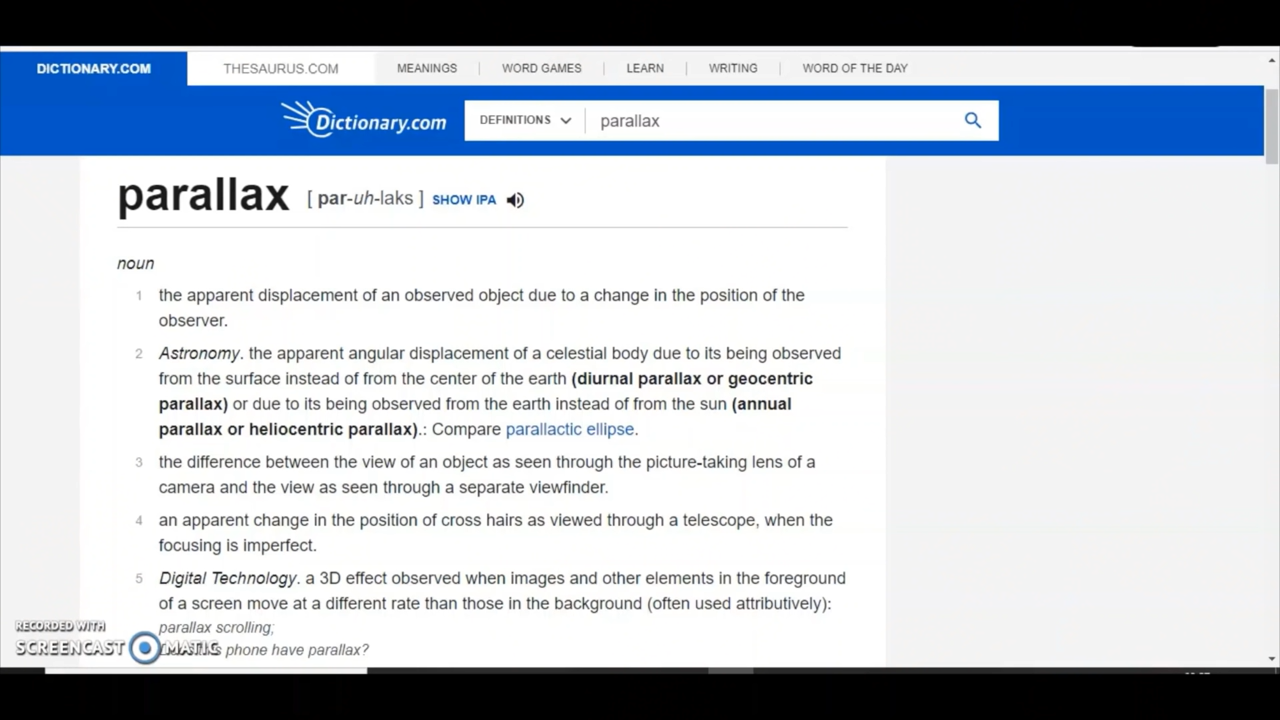 DICTIONARY.COM THESAURUS.COM MEANINGS WORD GAMES LEARN WRITING WORD OF THE DAY
Dictionary.com DEFINITIONS parallax
parallax [ par-uh-laks ] SHOW IPA
noun
1 the apparent displacement of an observed object due to a change in the position of the
observer.
2 Astronomy. the apparent angular displacement of a celestial body due to its being observed
from the surface instead of from the center of the earth (diurnal parallax or geocentric
parallax) or due to its being observed from the earth instead of from the sun (annual
parallax or heliocentric parallax).: Compare parallactic ellipse.
3 the difference between the view of an object as seen through the picture-taking lens of a
camera and the view as seen through a separate viewfinder.
4 an apparent change in the position of cross hairs as viewed through a telescope, when the
focusing is imperfect.
5 Digital Technology. a 3D effect observed when images and other elements in the foreground
of a screen move at a different rate than those in the background (often used attributively):
parallax scrolling;
phone have parallax?
RECORDED WITH
SCREENCAST MATIC